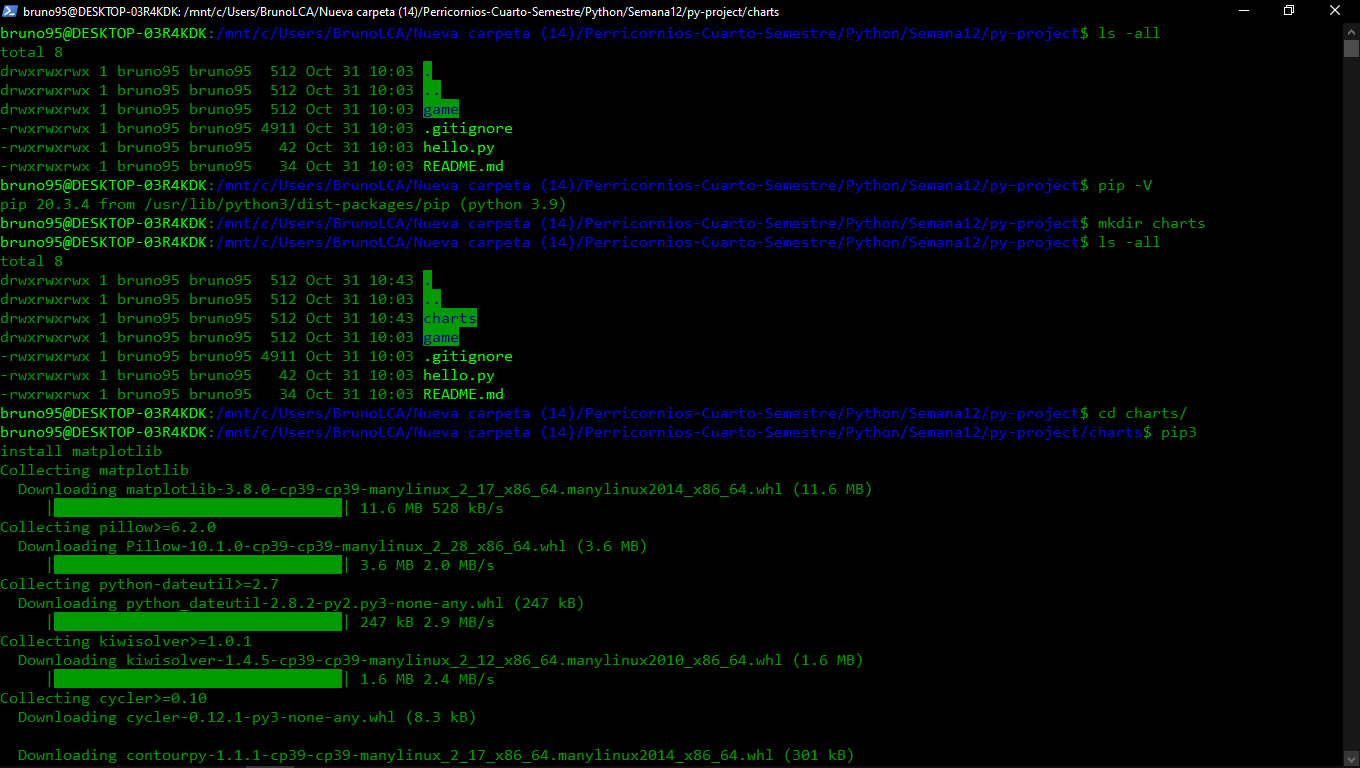 bruno95@DESKTOP-03R4KDK: /mnt/c/Users/BrunoLCA/Nueva carpeta (14)/Perricornios-Cuarto-Semestre/Python/Semana12/py-project/charts
bruno95@DESKTOP-03R4KDK:/mnt/c/Users/BrunoLCA/Nueva carpeta (14)/Perricornios-Cuarto-Semestre/Python/Semana12/py-project$ ls -all
total 8
drwxrwxrwx 1 bruno95 bruno95  512 Oct 31 10:03 .
drwxrwxrwx 1 bruno95 bruno95  512 Oct 31 10:03 ..
drwxrwxrwx 1 bruno95 bruno95  512 Oct 31 10:03 game
-rwxrwxrwx 1 bruno95 bruno95 4911 Oct 31 10:03 .gitignore
-rwxrwxrwx 1 bruno95 bruno95   42 Oct 31 10:03 hello.py
-rwxrwxrwx 1 bruno95 bruno95   34 Oct 31 10:03 README.md
bruno95@DESKTOP-03R4KDK:/mnt/c/Users/BrunoLCA/Nueva carpeta (14)/Perricornios-Cuarto-Semestre/Python/Semana12/py-project$ pip -V
pip 20.3.4 from /usr/lib/python3/dist-packages/pip (python 3.9)
bruno95@DESKTOP-03R4KDK:/mnt/c/Users/BrunoLCA/Nueva carpeta (14)/Perricornios-Cuarto-Semestre/Python/Semana12/py-project$ mkdir charts
bruno95@DESKTOP-03R4KDK:/mnt/c/Users/BrunoLCA/Nueva carpeta (14)/Perricornios-Cuarto-Semestre/Python/Semana12/py-project$ ls -all
total 8
drwxrwxrwx 1 bruno95 bruno95  512 Oct 31 10:43 .
drwxrwxrwx 1 bruno95 bruno95  512 Oct 31 10:03 ..
drwxrwxrwx 1 bruno95 bruno95  512 Oct 31 10:43 charts
drwxrwxrwx 1 bruno95 bruno95  512 Oct 31 10:03 game
-rwxrwxrwx 1 bruno95 bruno95 4911 Oct 31 10:03 .gitignore
-rwxrwxrwx 1 bruno95 bruno95   42 Oct 31 10:03 hello.py
-rwxrwxrwx 1 bruno95 bruno95   34 Oct 31 10:03 README.md
bruno95@DESKTOP-03R4KDK:/mnt/c/Users/BrunoLCA/Nueva carpeta (14)/Perricornios-Cuarto-Semestre/Python/Semana12/py-project$ cd charts/
bruno95@DESKTOP-03R4KDK:/mnt/c/Users/BrunoLCA/Nueva carpeta (14)/Perricornios-Cuarto-Semestre/Python/Semana12/py-project/charts$ pip3
install matplotlib
Collecting matplotlib
  Downloading matplotlib-3.8.0-cp39-cp39-manylinux_2_17_x86_64.manylinux2014_x86_64.whl (11.6 MB)
     |████████████████████████████████| 11.6 MB 528 kB/s
Collecting pillow>=6.2.0
  Downloading Pillow-10.1.0-cp39-cp39-manylinux_2_28_x86_64.whl (3.6 MB)
     |████████████████████████████████| 3.6 MB 2.0 MB/s
Collecting python-dateutil>=2.7
  Downloading python_dateutil-2.8.2-py2.py3-none-any.whl (247 kB)
     |████████████████████████████████| 247 kB 2.9 MB/s
Collecting kiwisolver>=1.0.1
  Downloading kiwisolver-1.4.5-cp39-cp39-manylinux_2_12_x86_64.manylinux2010_x86_64.whl (1.6 MB)
     |████████████████████████████████| 1.6 MB 2.4 MB/s
Collecting cycler>=0.10
  Downloading cycler-0.12.1-py3-none-any.whl (8.3 kB)
  Downloading contourpy-1.1.1-cp39-cp39-manylinux_2_17_x86_64.manylinux2014_x86_64.whl (301 kB)